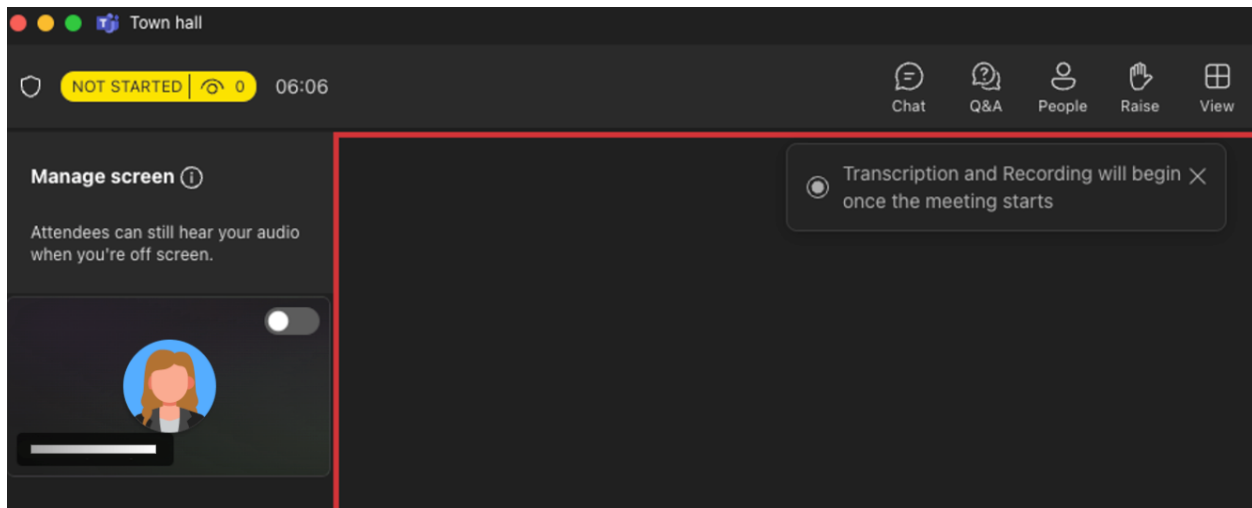 Town hall
NOT STARTED 0 06:06
Chat Q&A People Raise View
Manage screen
Attendees can still hear your audio
when you're off screen.
Transcription and Recording will begin
once the meeting starts